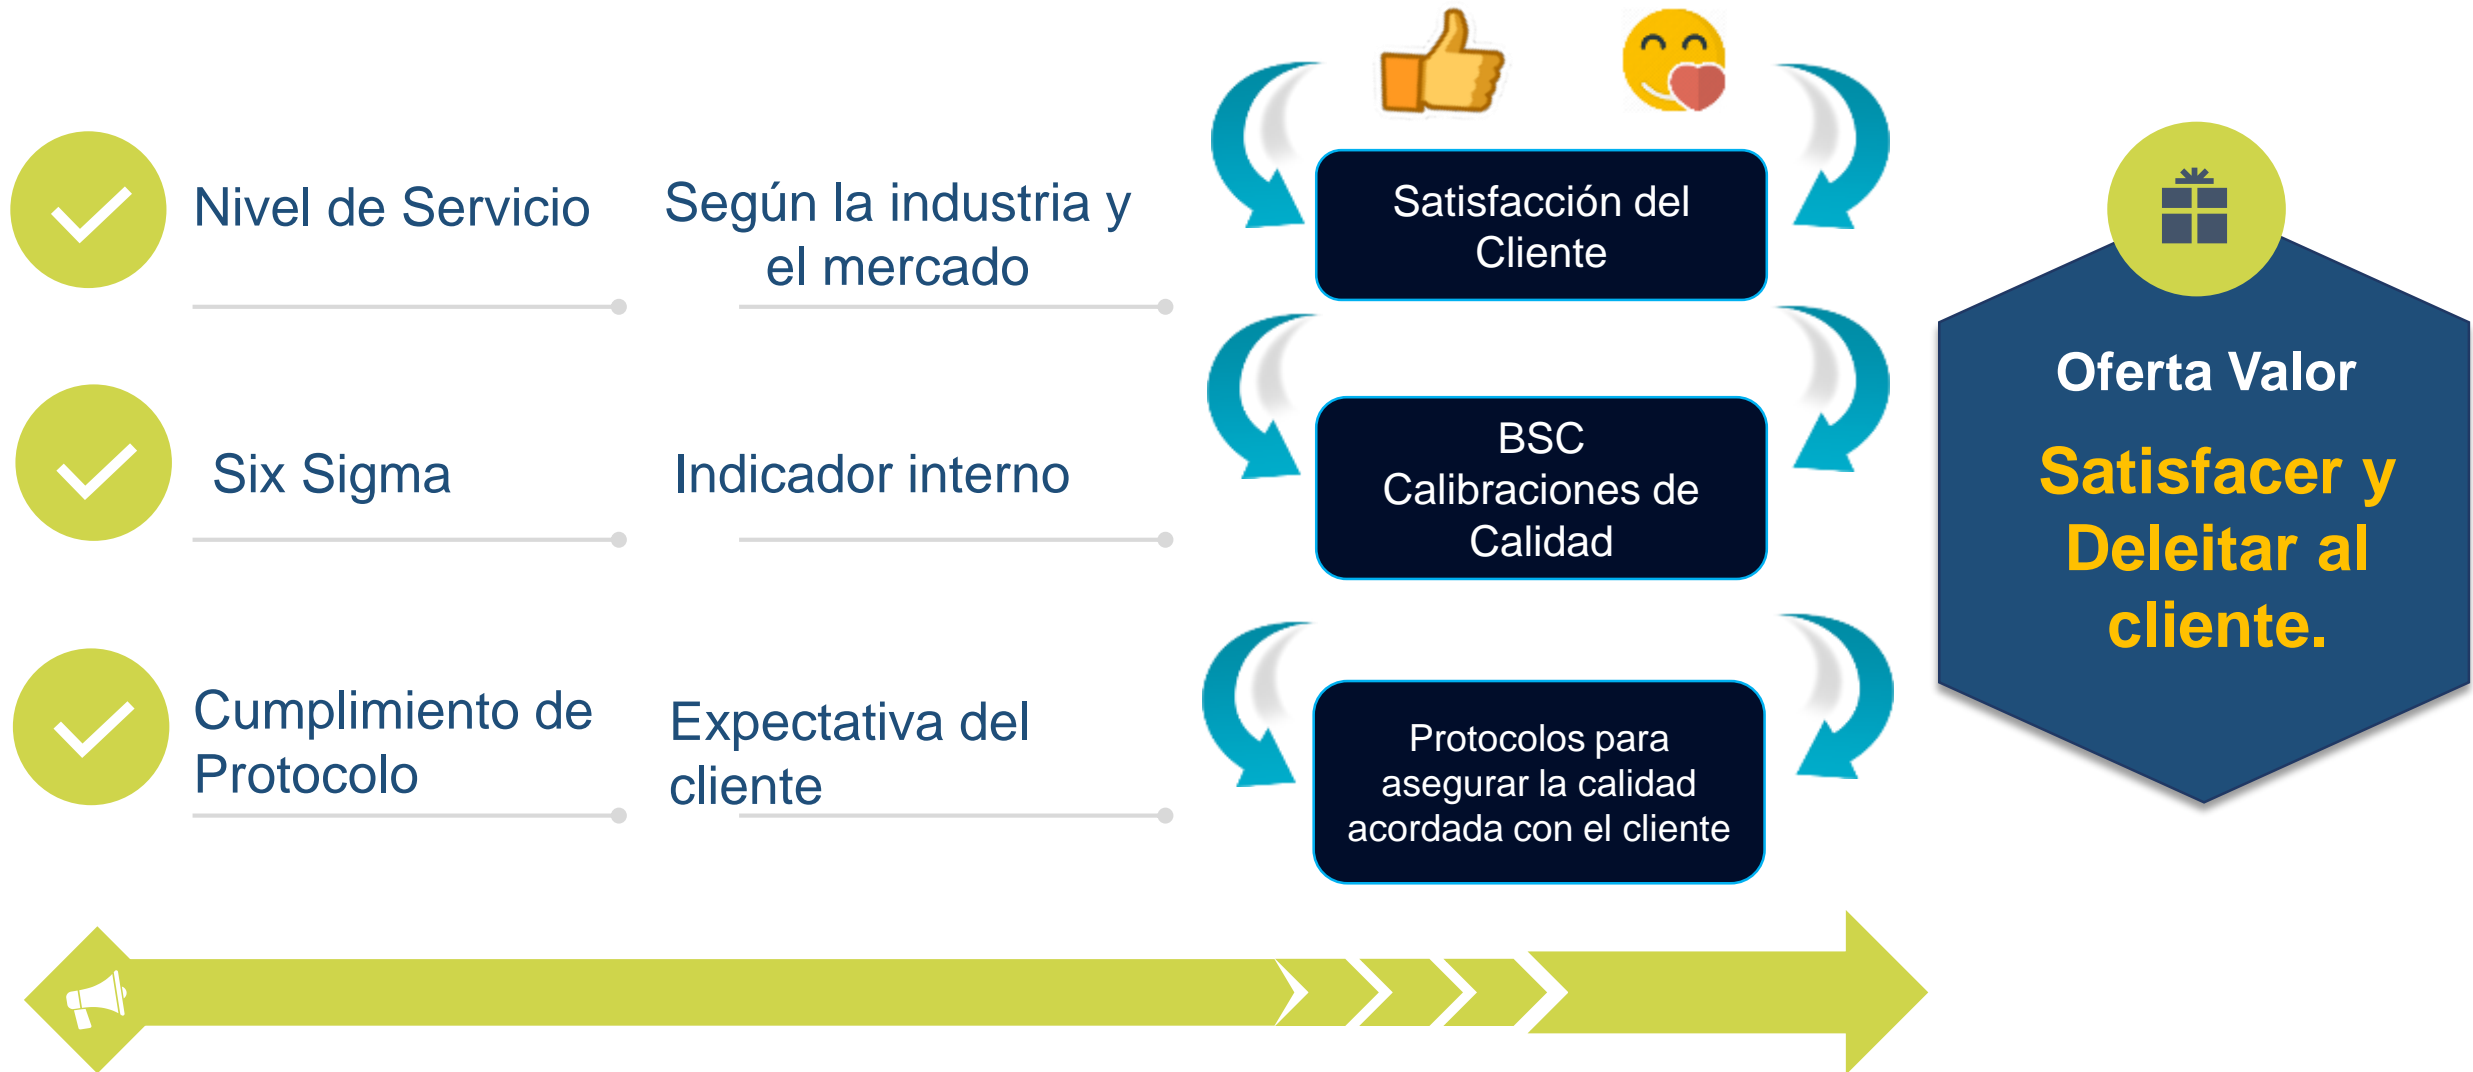 Nivel de Servicio
Según la industria y
el mercado
Satisfacción del
Cliente
Six Sigma
Indicador interno
BSC
Calibraciones de
Calidad
Cumplimiento de
Protocolo
Expectativa del
cliente
Protocolos para
asegurar la calidad
acordada con el cliente
Oferta Valor
Satisfacer y
Deleitar al
cliente.